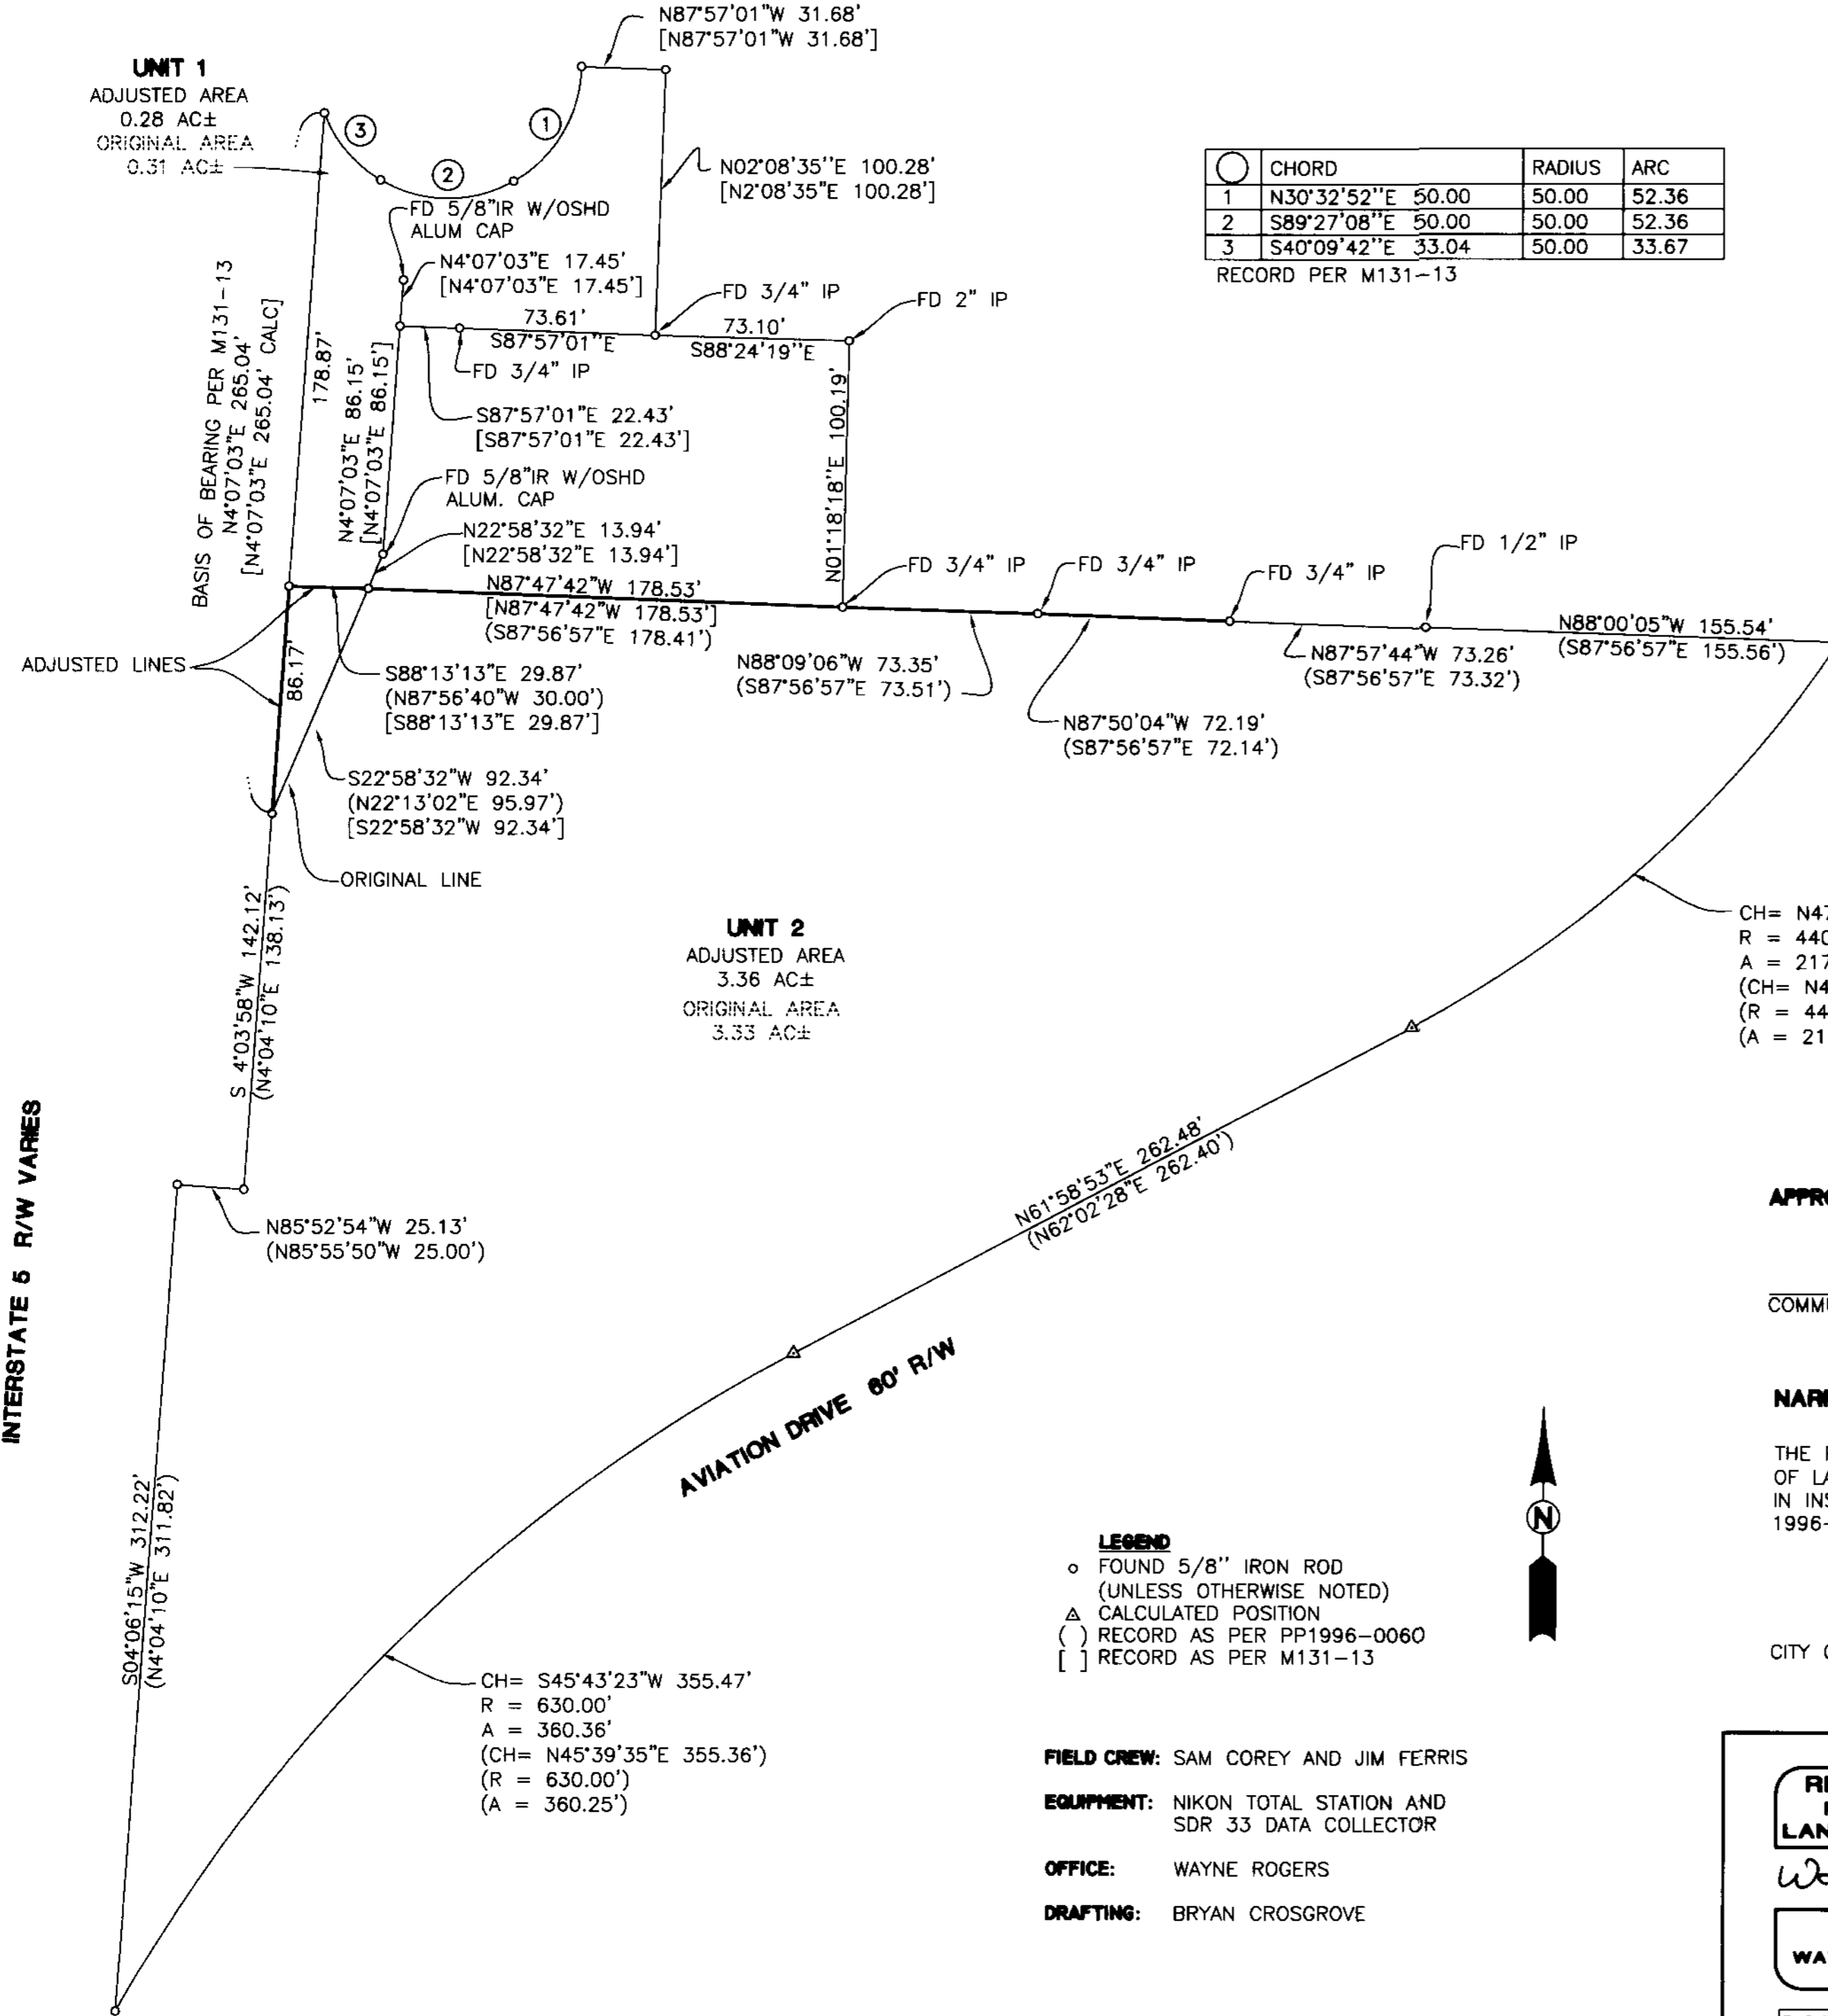 N87°57'01"W 31.68'
[N87°57'01"W 31.68']
UNIT 1
ADJUSTED AREA
0.28 AC±
ORIGINAL AREA
0.31 AC±
3
1
2
N02°08'35''E 100.28'
[N2°08'35"E 100.28']
CHORD RADIUS ARC
1 N30°32'52''E 50.00 50.00 52.36
2 S89°27'08"E 50.00 50.00 52.36
3 S40°09'42''E 33.04 50.00 33.67
RECORD PER M131-13
FD 5/8"IR W/OSHD
ALUM CAP
N4°07'03"E 17.45'
[N4°07'03"E 17.45']
FD 3/4" IP
FD 2" IP
73.61'
S87°57'01"E
73.10'
S88°24'19''E
FD 3/4" IP
BASIS OF BEARING PER M131-13
N4°07'03"E 265.04'
[N4°07'03"E 265.04' CALC]
178.87'
N4°07'03"E 86.15'
[N4°07'03"E 86.15']
S87°57'01"E 22.43'
[S87°57'01"E 22.43']
N01°18'18''E 100.19'
FD 5/8"IR W/OSHD
ALUM. CAP
N22°58'32"E 13.94'
[N22°58'32"E 13.94']
FD 3/4" IP
FD 3/4" IP
FD 3/4" IP
FD 1/2" IP
N87°47'42"W 178.53'
[N87°47'42"W 178.53']
(S87°56'57"E 178.41')
N88°00'05"W 155.54'
(S87°56'57"E 155.56')
ADJUSTED LINES
86.17'
S88°13'13"E 29.87'
(N87°56'40"W 30.00')
[S88°13'13"E 29.87']
N88°09'06"W 73.35'
(S87°56'57"E 73.51')
N87°57'44"W 73.26'
(S87°56'57"E 73.32')
N87°50'04"W 72.19'
(S87°56'57"E 72.14')
S22°58'32"W 92.34'
(N22°13'02"E 95.97')
[S22°58'32"W 92.34']
ORIGINAL LINE
S 4°03'58"W 142.12'
(N4°04'10"E 138.13')
UNIT 2
ADJUSTED AREA
3.36 AC±
ORIGINAL AREA
3.33 AC±
CH= N47
R = 440
A = 217
(CH= N4
(R = 44
(A = 21
INTERSTATE 5 R/W VARIES
N85°52'54"W 25.13'
(N85°55'50"W 25.00')
N61°58'53"E 262.48'
(N62°02'28"E 262.40')
APPRO
COMMU
AVIATION DRIVE 60' R/W
NARR
THE P
OF LA
IN INS
1996-
S04°06'15"W 312.22'
(N4°04'10"E 311.82')
N
LEGEND
FOUND 5/8'' IRON ROD
(UNLESS OTHERWISE NOTED)
CALCULATED POSITION
( ) RECORD AS PER PP1996-0060
[ ] RECORD AS PER M131-13
CITY O
CH= S45°43'23"W 355.47'
R = 630.00'
A = 360.36'
(CH= N45°39'35"E 355.36')
(R = 630.00')
(A = 360.25')
FIELD CREW: SAM COREY AND JIM FERRIS
EQUIPMENT: NIKON TOTAL STATION AND
SDR 33 DATA COLLECTOR
OFFICE: WAYNE ROGERS
DRAFTING: BRYAN CROSGROVE
LAN
WA